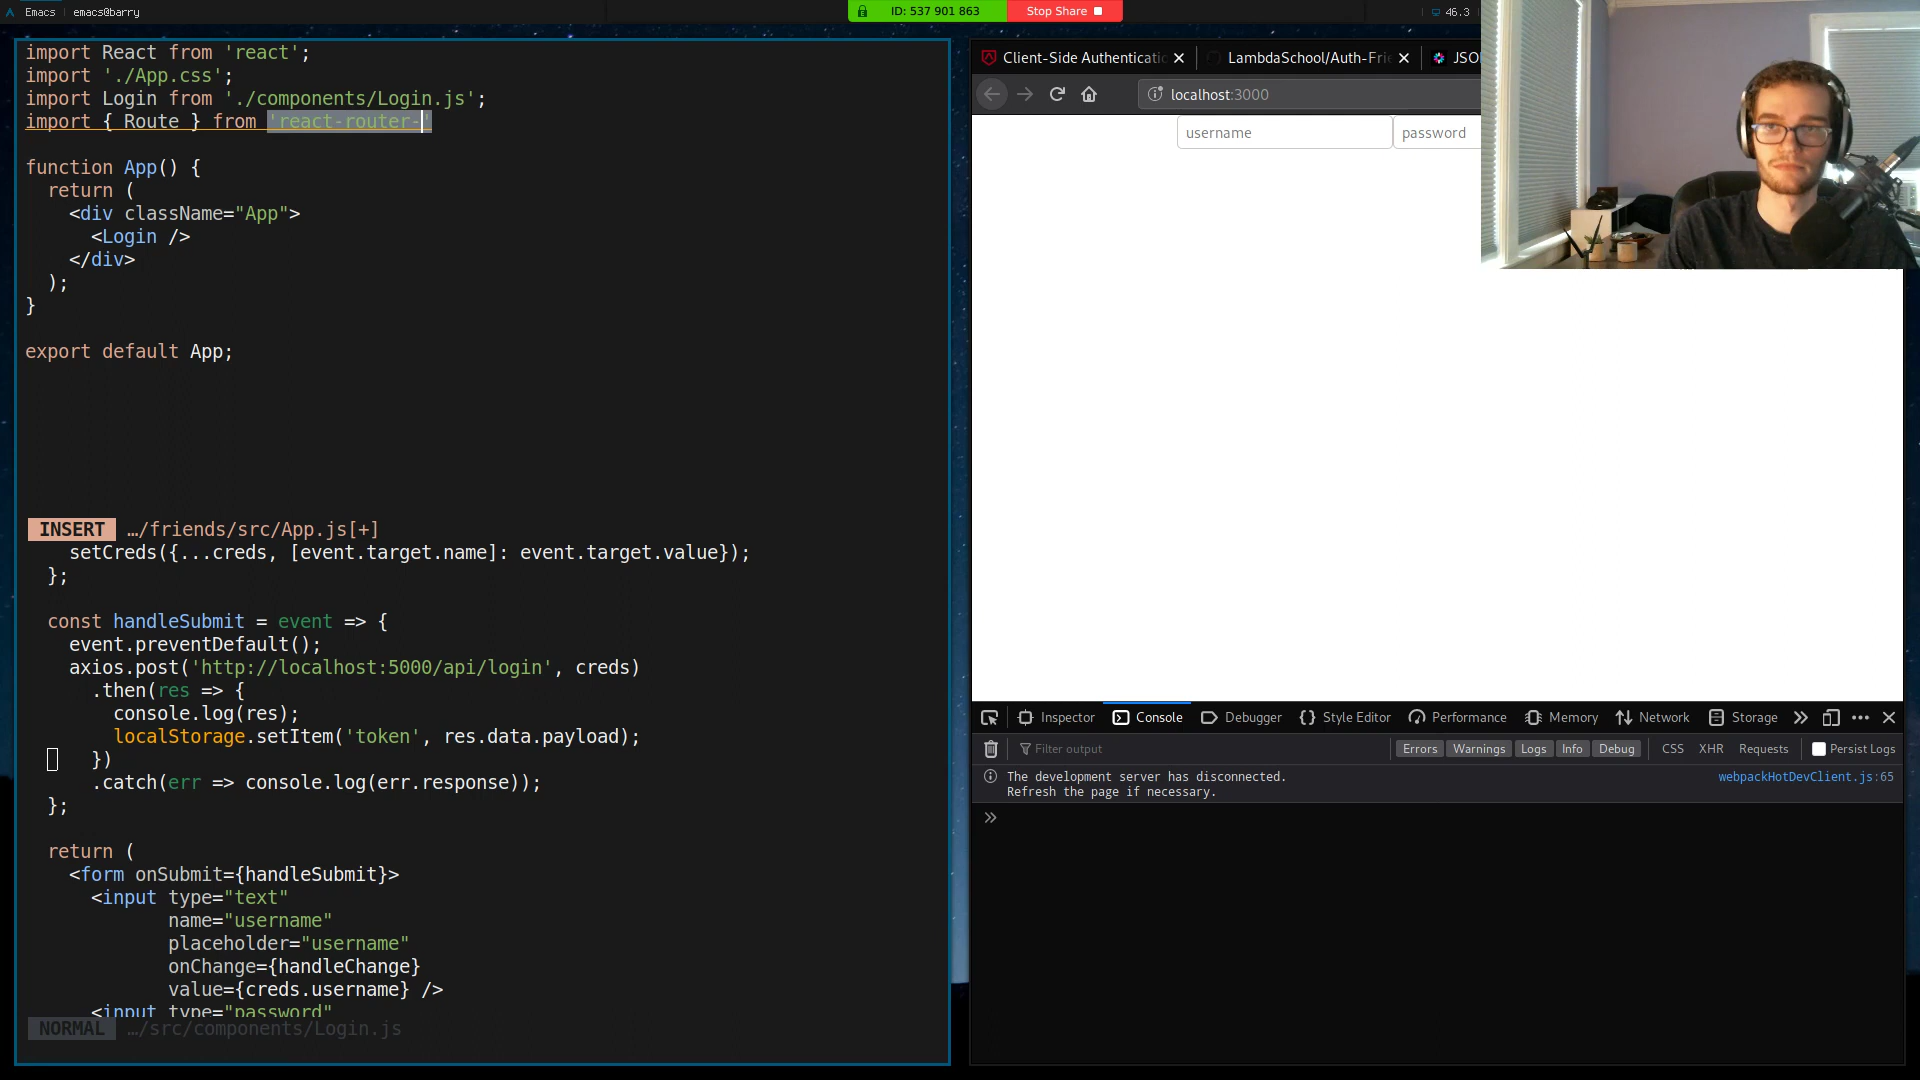 Emacs
emacs@barry
ID: 537 901 863
Stop Share
46.3
import React from 'react';
import './App.css';
import Login from './components/Login.js';
import { Route } from 'react-router-'
function App() {
return (
<div className="App">
<Login />
</div>
);
}
export default App;
INSERT …/friends/src/App.js[+]
setCreds({...creds, [event.target.name]: event.target.value});
};
const handleSubmit = event => {
event.preventDefault();
axios.post('http://localhost:5000/api/login', creds)
.then(res => {
console.log(res);
localStorage.setItem('token', res.data.payload);
})
.catch(err => console.log(err.response));
};
return (
<form onSubmit={handleSubmit}>
<input type="text"
name="username"
placeholder="username"
onChange={handleChange}
value={creds.username} />
<input type="password"
NORMAL …/src/components/Login.js
Client-Side Authenticatio
LambdaSchool/Auth-Frie
JSO
localhost:3000
username
password
Inspector
Console
Debugger
Style Editor
Performance
Memory
Network
Storage
Filter output
Errors
Warnings
Logs
Info
Debug
CSS
XHR
Requests
Persist Logs
The development server has disconnected.
Refresh the page if necessary.
webpackHotDevClient.js:65